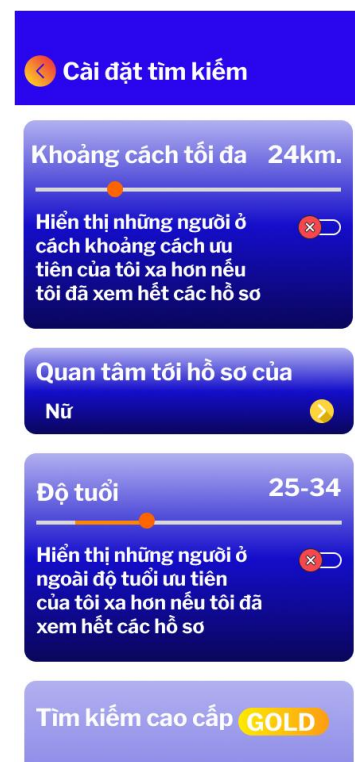 Cài đặt tìm kiếm
Khoảng cách tối đa 24km.
Hiển thị những người ở
cách khoảng cách ưu
tiên của tôi xa hơn nếu
tôi đã xem hết các hồ sơ
Quan tâm tới hồ sơ của
Nữ
Độ tuổi 25-34
Hiển thị những người ở
ngoài độ tuổi ưu tiên
của tôi xa hơn nếu tôi đã
xem hết các hồ sơ
Tìm kiếm cao cấp GOLD